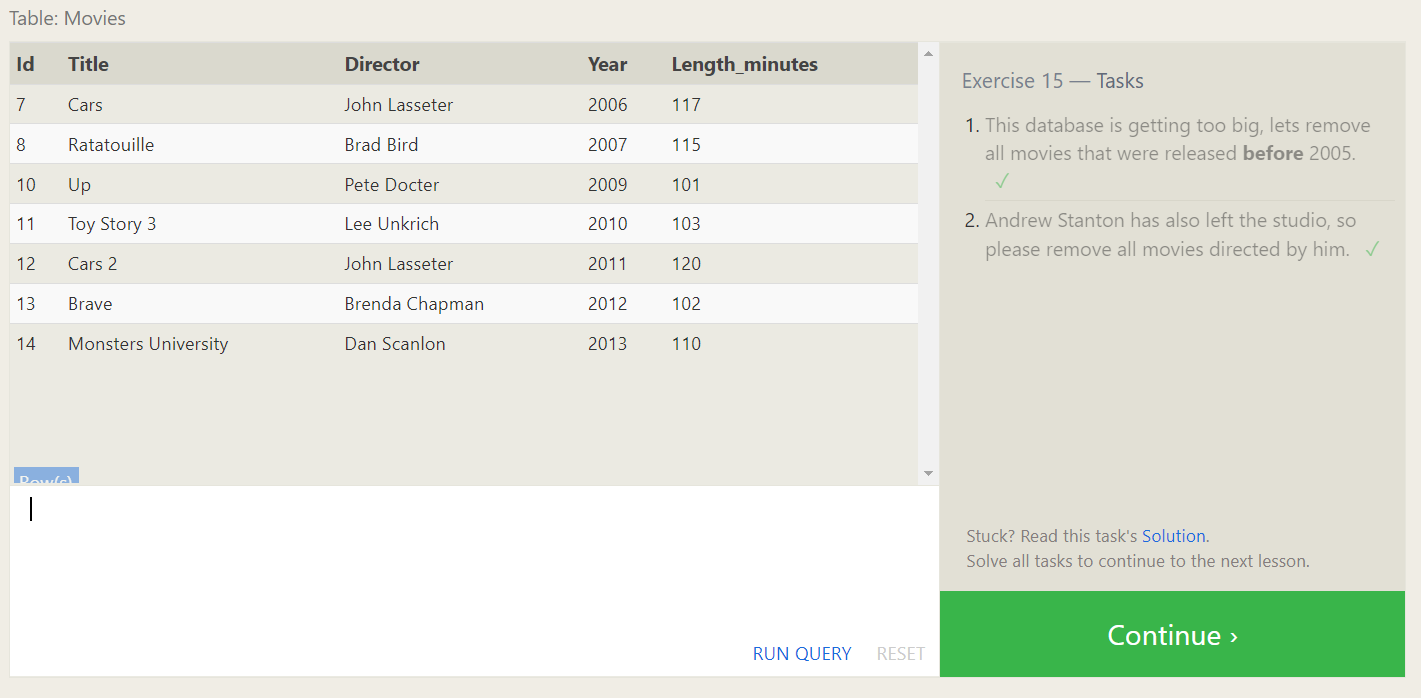 Table: Movies
Id Title Director Year Length_minutes
7 Cars John Lasseter 2006 117
8 Ratatouille Brad Bird 2007 115
10 Up Pete Docter 2009 101
11 Toy Story 3 Lee Unkrich 2010 103
12 Cars 2 John Lasseter 2011 120
13 Brave Brenda Chapman 2012 102
14 Monsters University Dan Scanlon 2013 110
Row(s)
RUN QUERY RESET
Exercise 15 — Tasks
1. This database is getting too big, lets remove
all movies that were released before 2005.
✓
2. Andrew Stanton has also left the studio, so
please remove all movies directed by him. ✓
Stuck? Read this task's Solution.
Solve all tasks to continue to the next lesson.
Continue ›